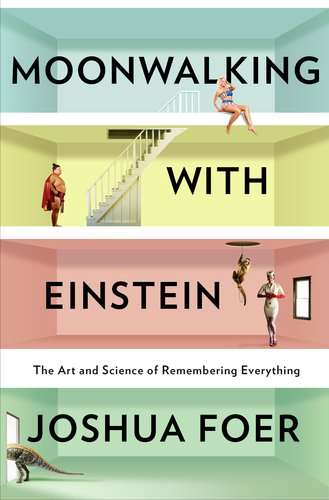 MOONWALKING
WITH
EINSTEIN
The Art and Science of Remembering Everything
JOSHUA FOER